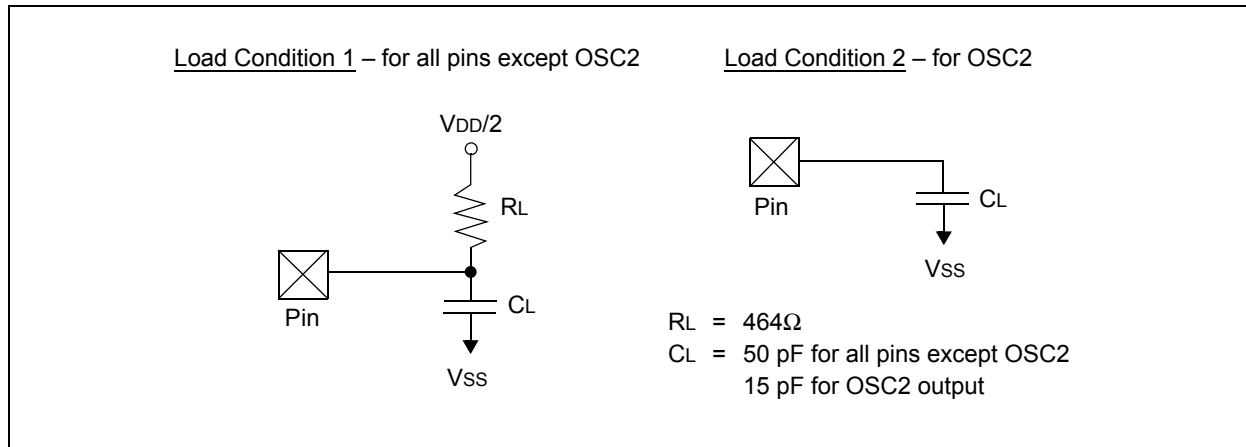 Load Condition 1 – for all pins except OSC2
VDD/2
RL
Pin
CL
VSS
Load Condition 2 – for OSC2
Pin
CL
VSS
RL = 464Ω
CL = 50 pF for all pins except OSC2
15 pF for OSC2 output